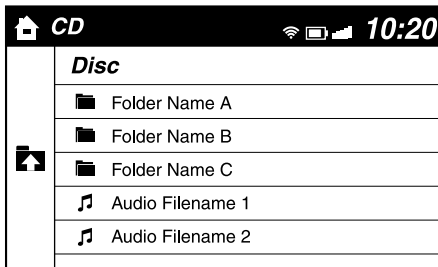 CD 10:20
Disc
Folder Name A
Folder Name B
Folder Name C
Audio Filename 1
Audio Filename 2